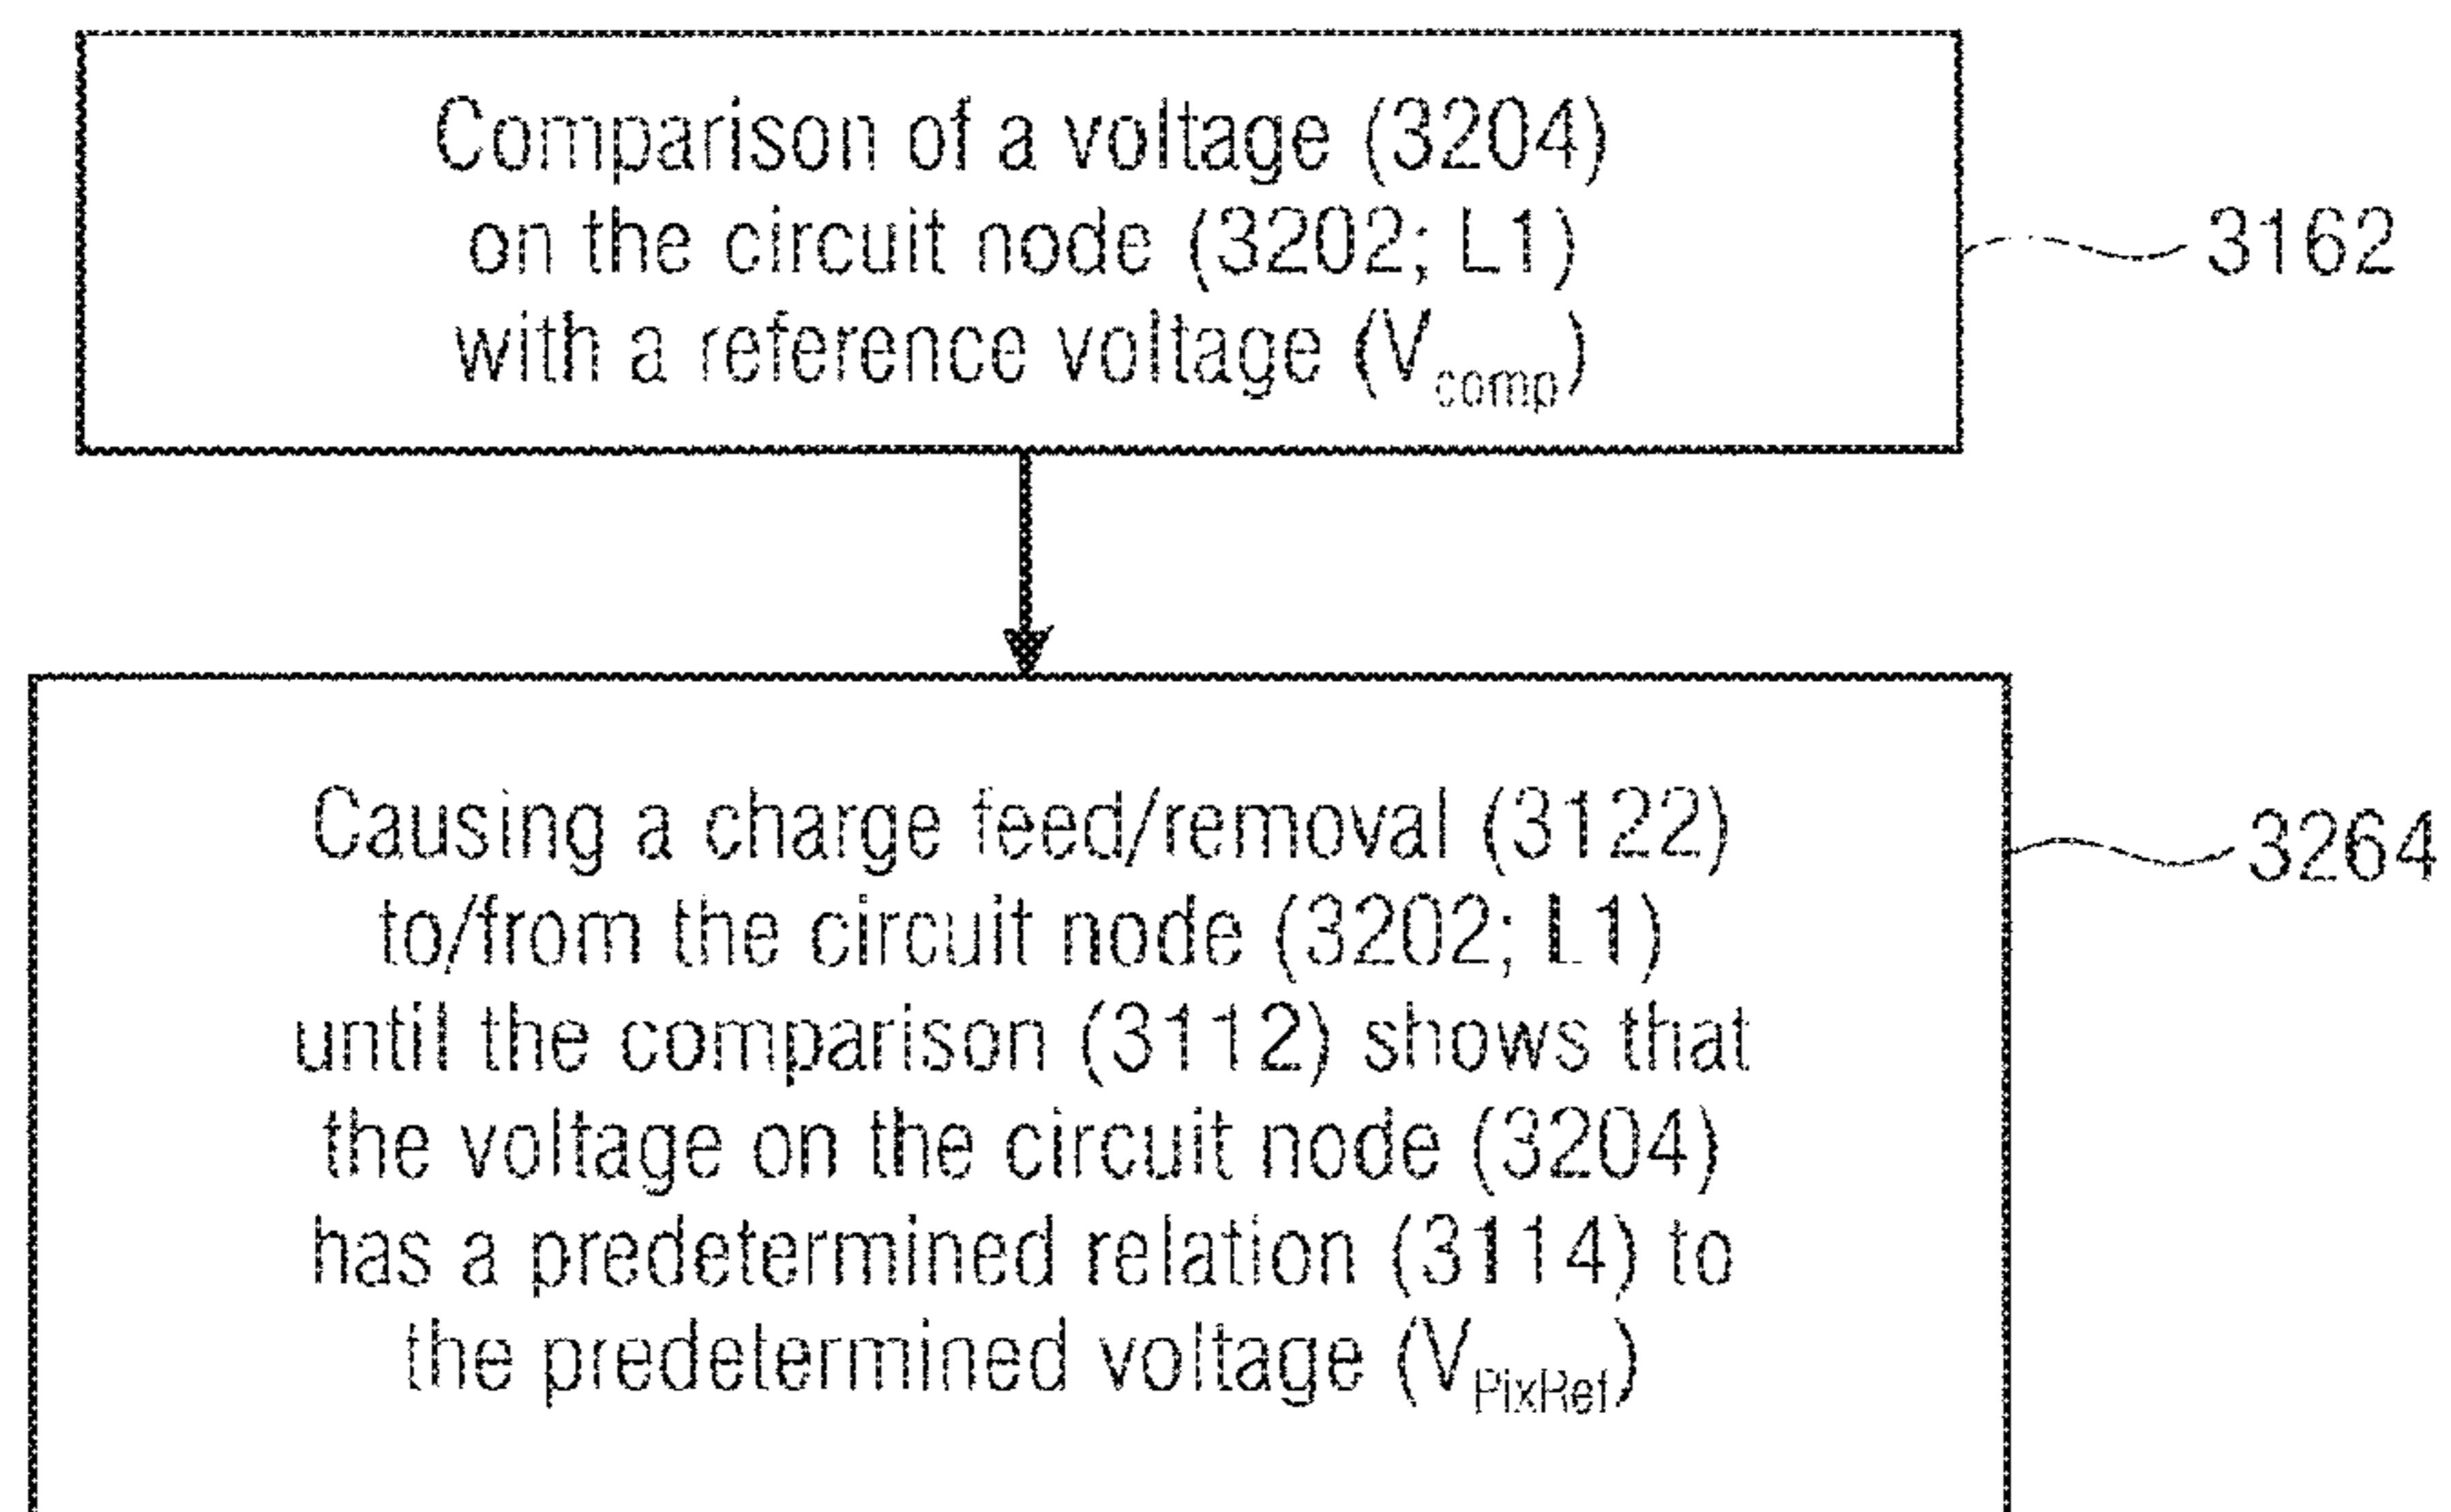 Comparison of a voltage (3204)
on the circuit node (3202; L1)
with a reference voltage (Vcomp)
3162
Causing a charge feed/removal (3122)
to/from the circuit node (3202; L1)
until the comparison (3112) shows that
the voltage on the circuit node (3204)
has a predetermined relation (3114) to
the predetermined voltage (VPixRef)
3264